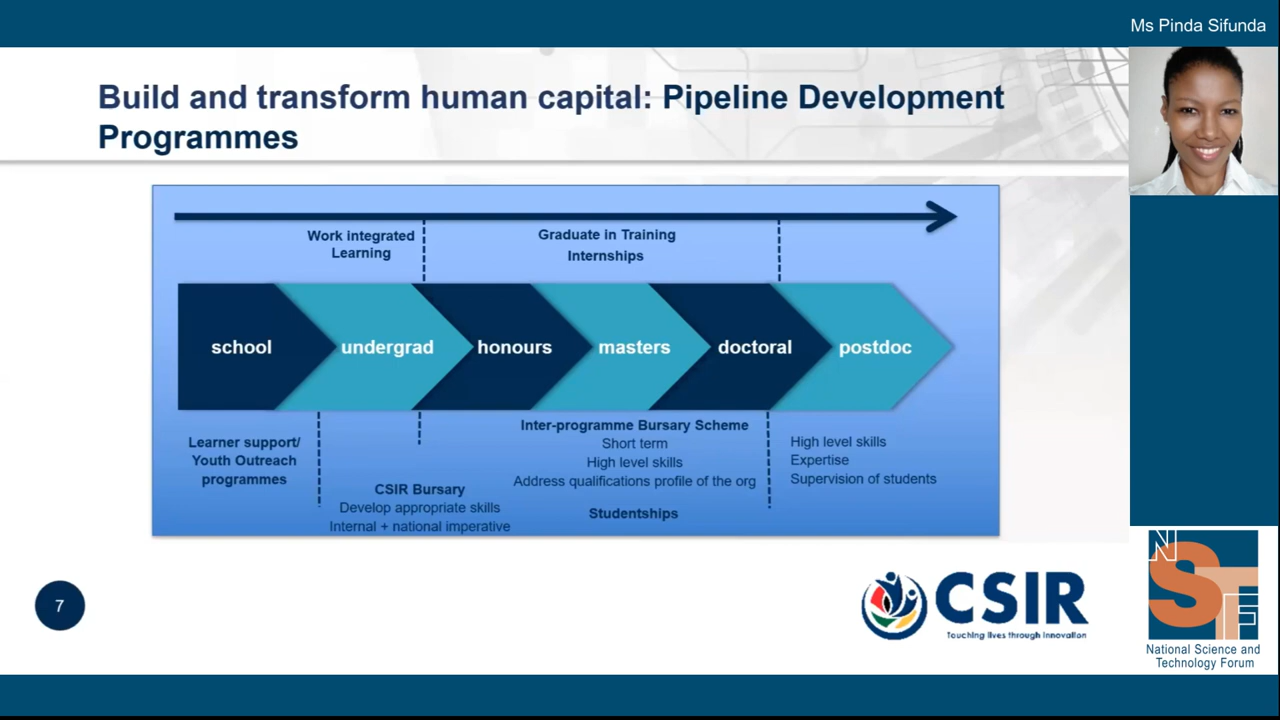 Ms Pinda Sifunda
Build and transform human capital: Pipeline Development
Programmes
Work integrated
Learning
Graduate in Training
Internships
school
undergrad
honours
masters
doctoral
postdoc
Learner support/
Youth Outreach
programmes
CSIR Bursary
Develop appropriate skills
Internal + national imperative
Inter-programme Bursary Scheme
Short term
High level skills
Address qualifications profile of the org
Studentships
High level skills
Expertise
Supervision of students
7
CSIR
Touching lives through innovation
NSTF
National Science and
Technology Forum